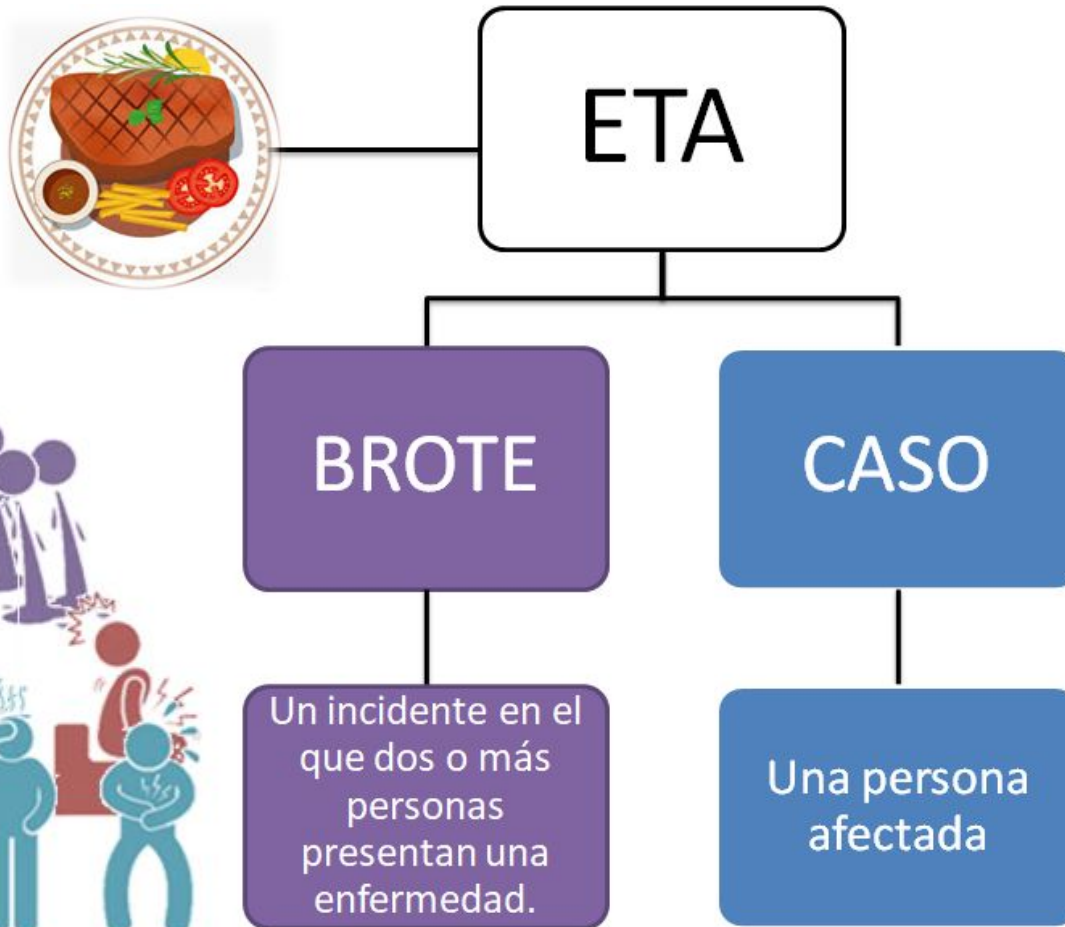 ETA
BROTE
CASO
Un incidente en el
que dos o más
personas
presentan una
enfermedad.
Una persona
afectada